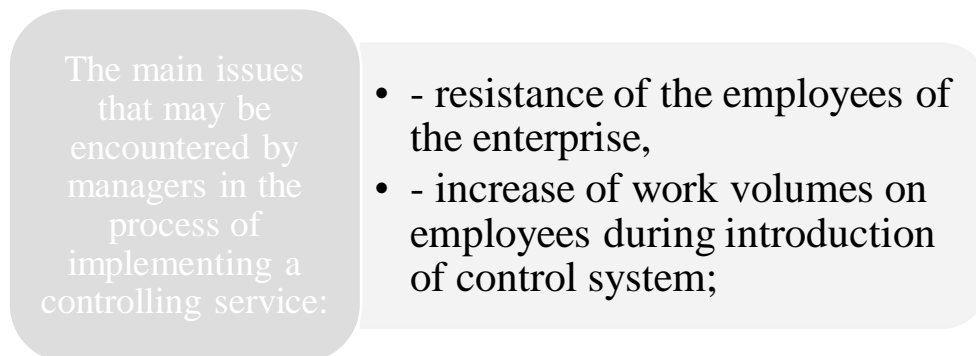 The main issues
that may be
encountered by
managers in the
process of
implementing a
controlling service:
• - resistance of the employees of
the enterprise,
• - increase of work volumes on
employees during introduction
of control system;